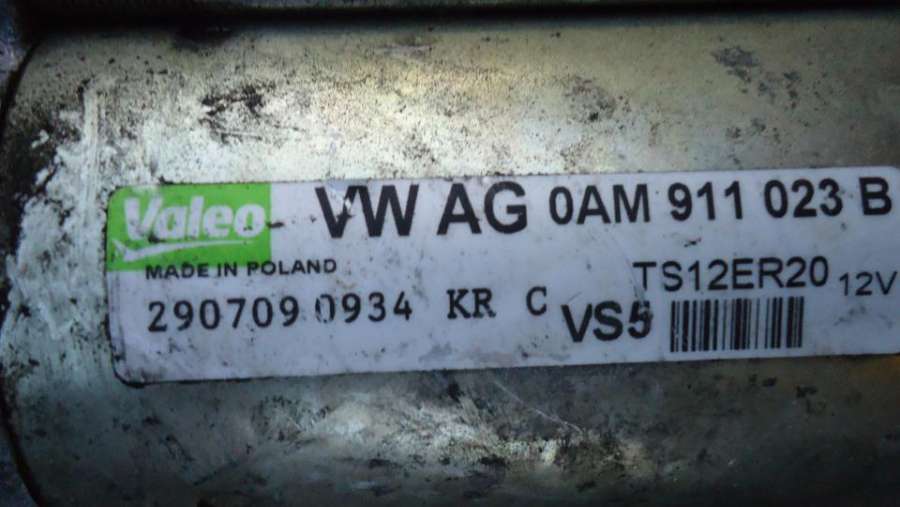 Valeo VW AG 0AM 911 023 B
MADE IN POLAND
TS12ER20 12V
290709 0934 KR C VS5